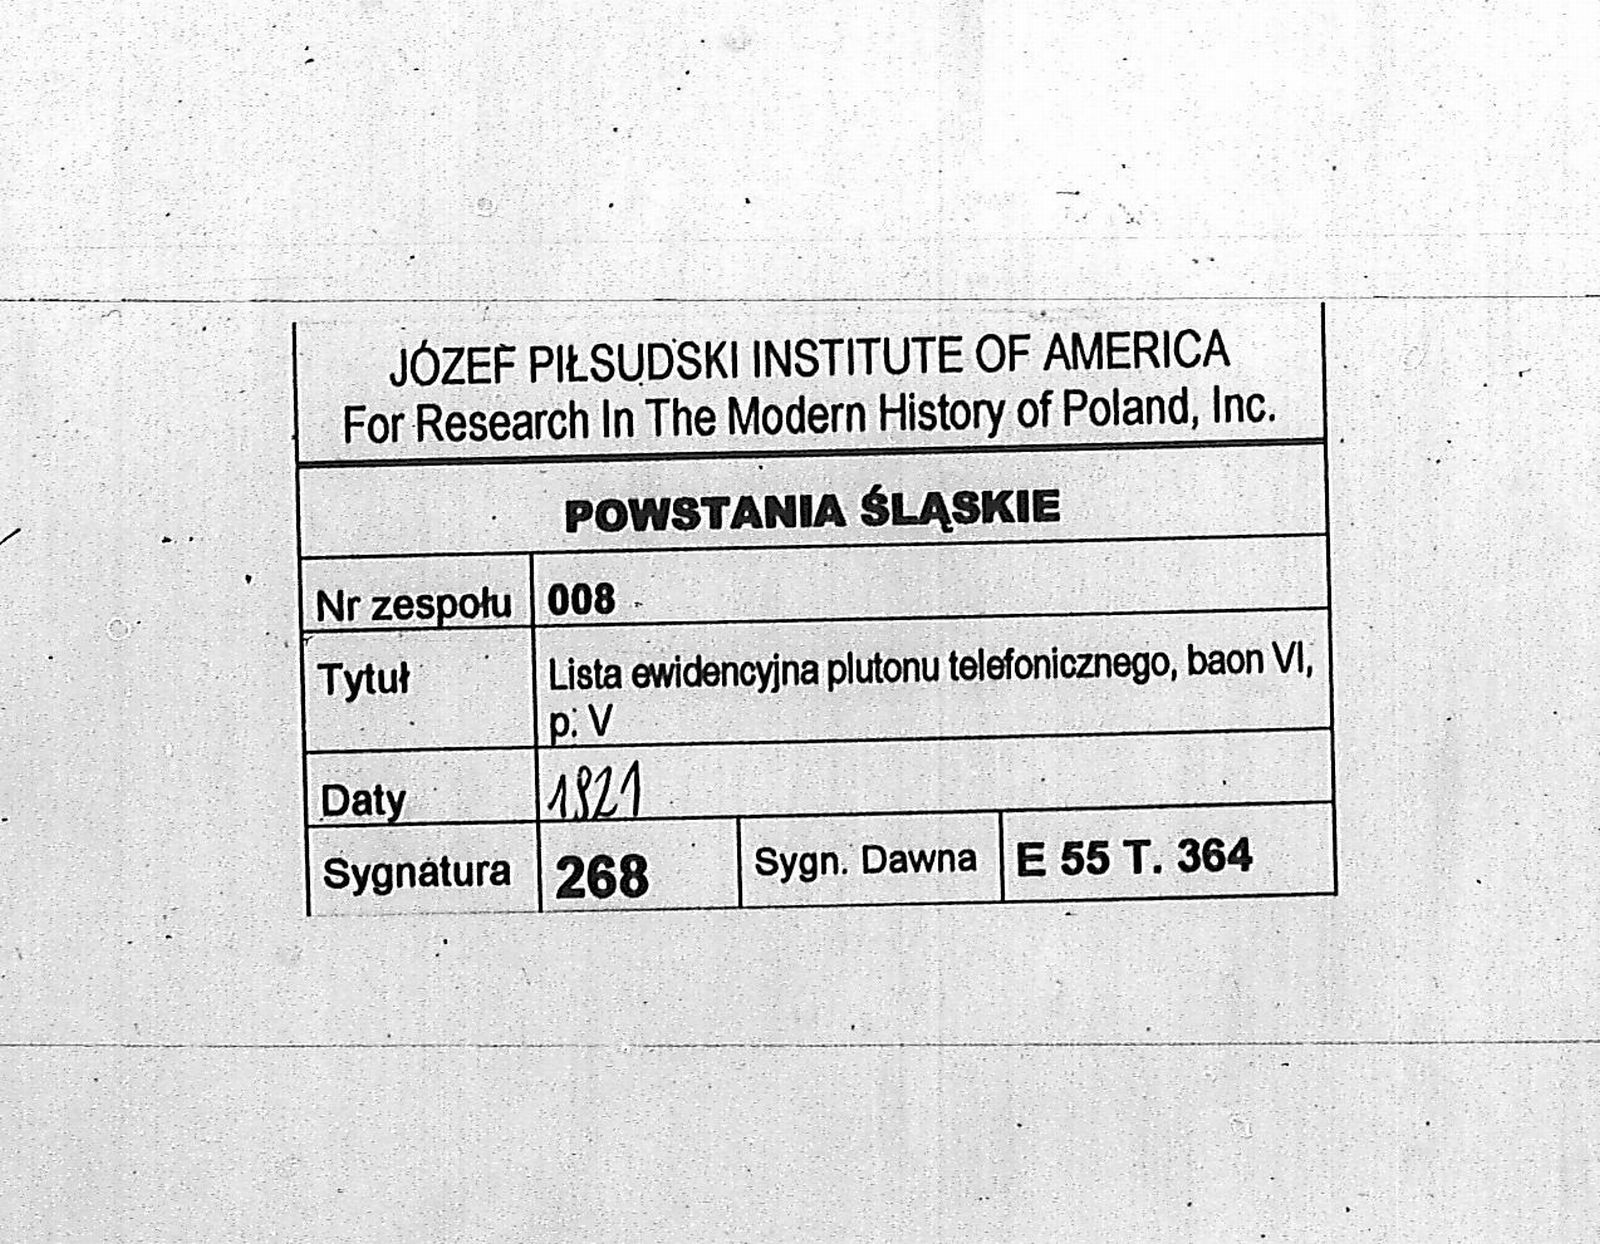 JÓZEF PIŁSUDSKI INSTITUTE OF AMERICA
For Research In The Modern History of Poland, Inc.
POWSTANIA ŚLĄSKIE
Nr zespołu 008
Tytuł Lista ewidencyjna plutonu telefonicznego, baon VI,
p. V
Daty 1921
Sygnatura 268 Sygn. Dawna E 55 T. 364